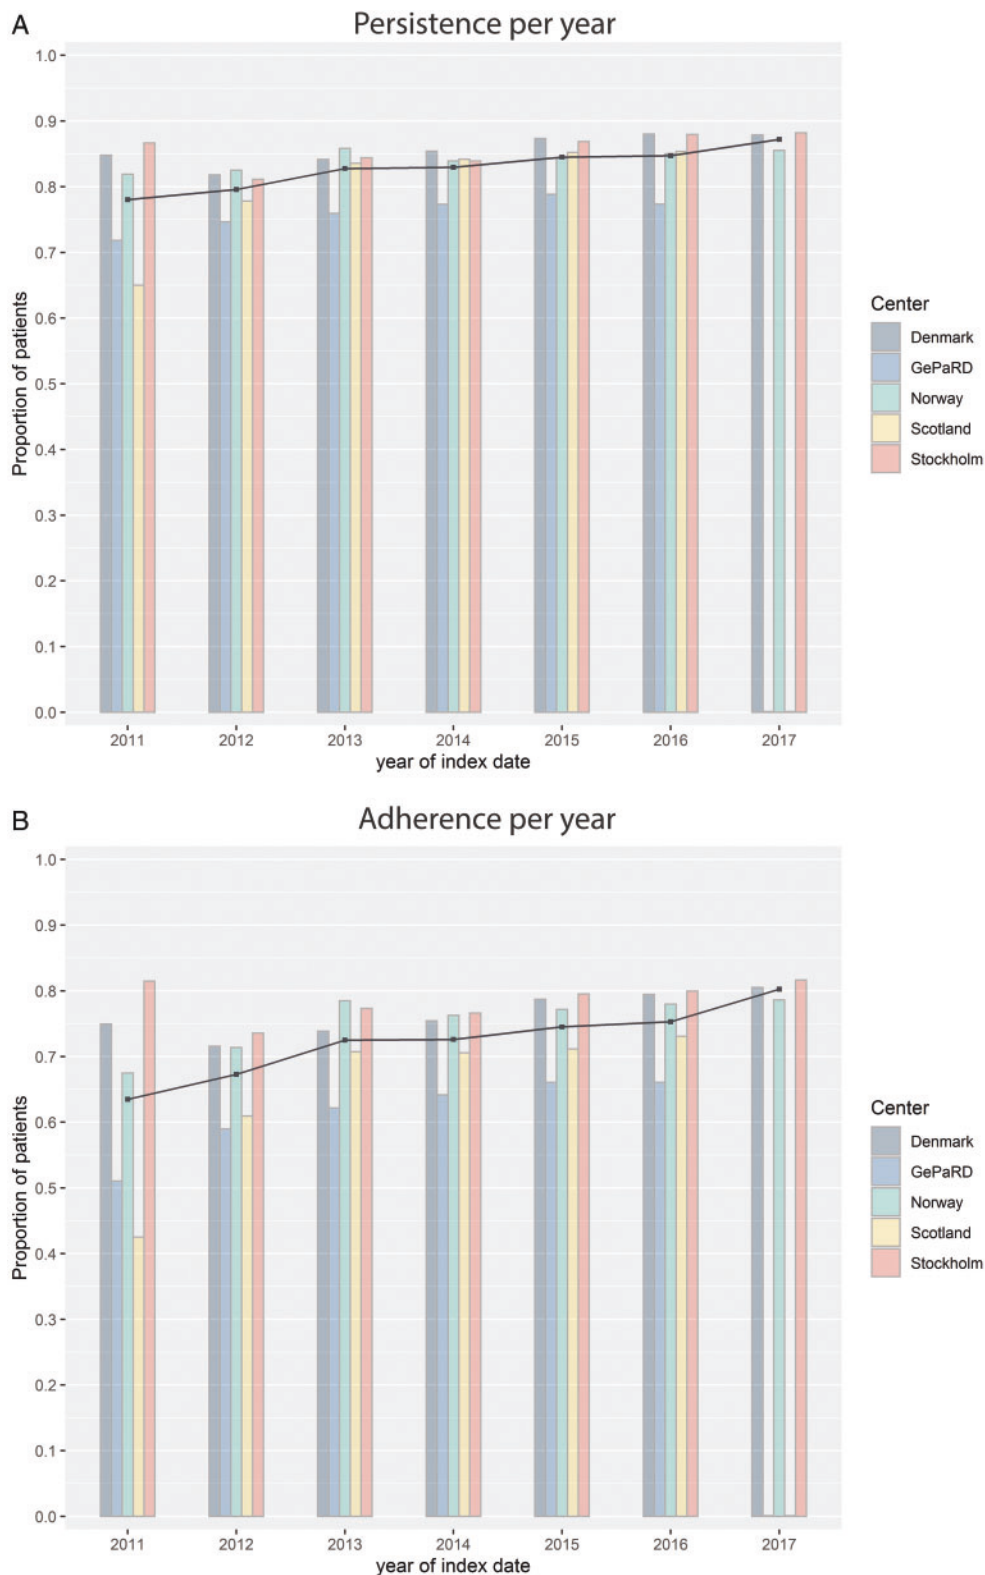 A
Persistence per year
1.0
0.9
0.8
0.7
0.6
0.5
0.4
0.3
0.2
0.1
0.0
Proportion of patients
2011 2012 2013 2014 2015 2016 2017
year of index date
Center
Denmark
GePaRD
Norway
Scotland
Stockholm
B
Adherence per year
1.0
0.9
0.8
0.7
0.6
0.5
0.4
0.3
0.2
0.1
0.0
Proportion of patients
2011 2012 2013 2014 2015 2016 2017
year of index date
Center
Denmark
GePaRD
Norway
Scotland
Stockholm